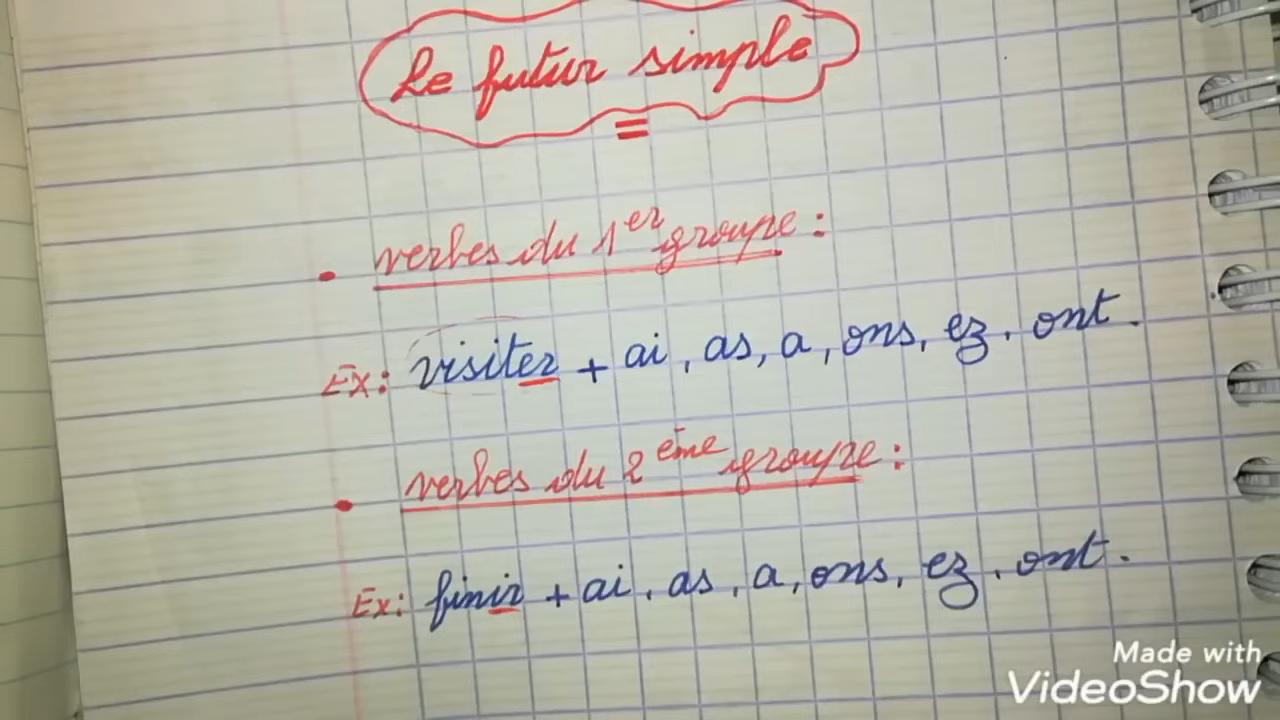 Le futur simple
• verbes du 1er groupe :
Ex: visiter + ai, as, a, ons, ez, ont.
• verbes du 2ème groupe :
Ex: finir + ai, as, a, ons, ez, ont.
Made with
VideoShow